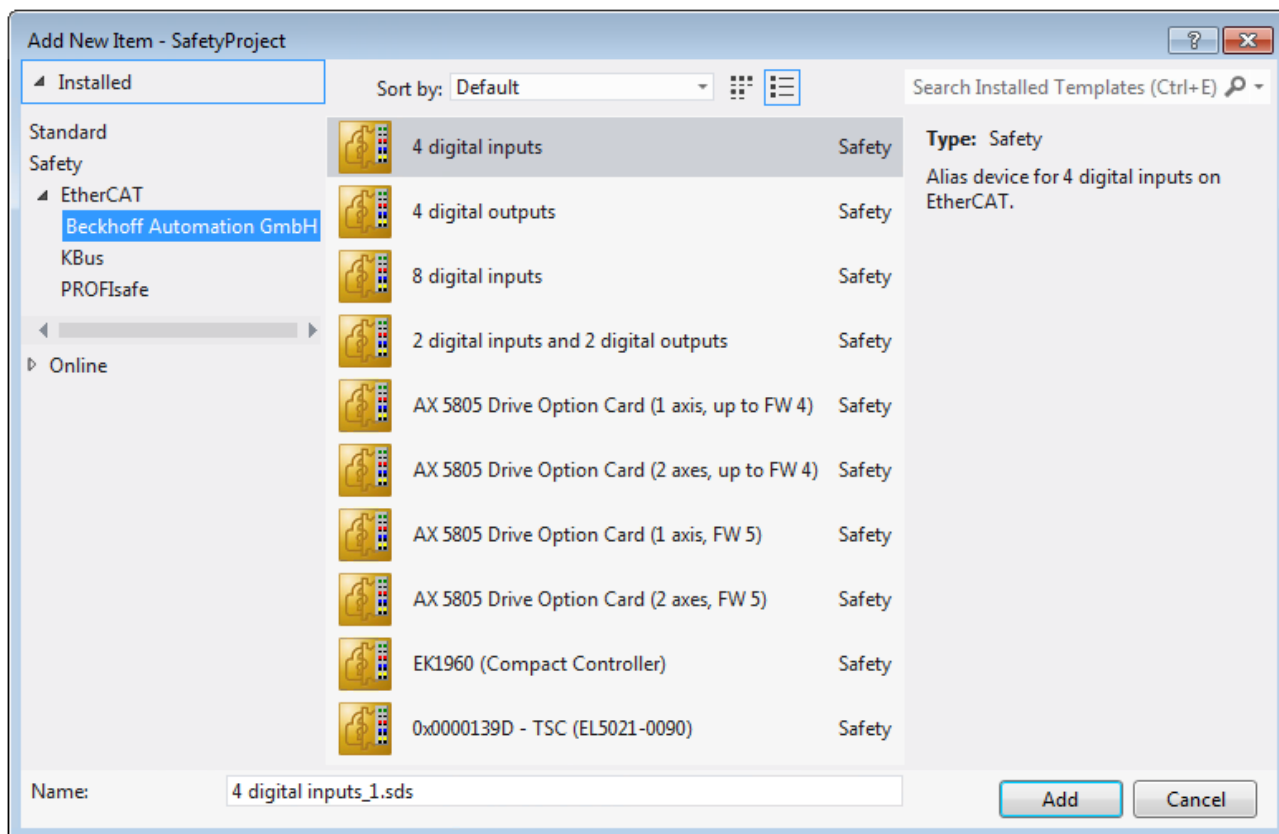 Add New Item - SafetyProject
Installed
Sort by: Default
Search Installed Templates (Ctrl+E)
Standard
Safety
EtherCAT
Beckhoff Automation GmbH
KBus
PROFIsafe
Online
4 digital inputs Safety
4 digital outputs Safety
8 digital inputs Safety
2 digital inputs and 2 digital outputs Safety
AX 5805 Drive Option Card (1 axis, up to FW 4) Safety
AX 5805 Drive Option Card (2 axes, up to FW 4) Safety
AX 5805 Drive Option Card (1 axis, FW 5) Safety
AX 5805 Drive Option Card (2 axes, FW 5) Safety
EK1960 (Compact Controller) Safety
0x0000139D - TSC (EL5021-0090) Safety
Type: Safety
Alias device for 4 digital inputs on
EtherCAT.
Name: 4 digital inputs_1.sds
Add Cancel